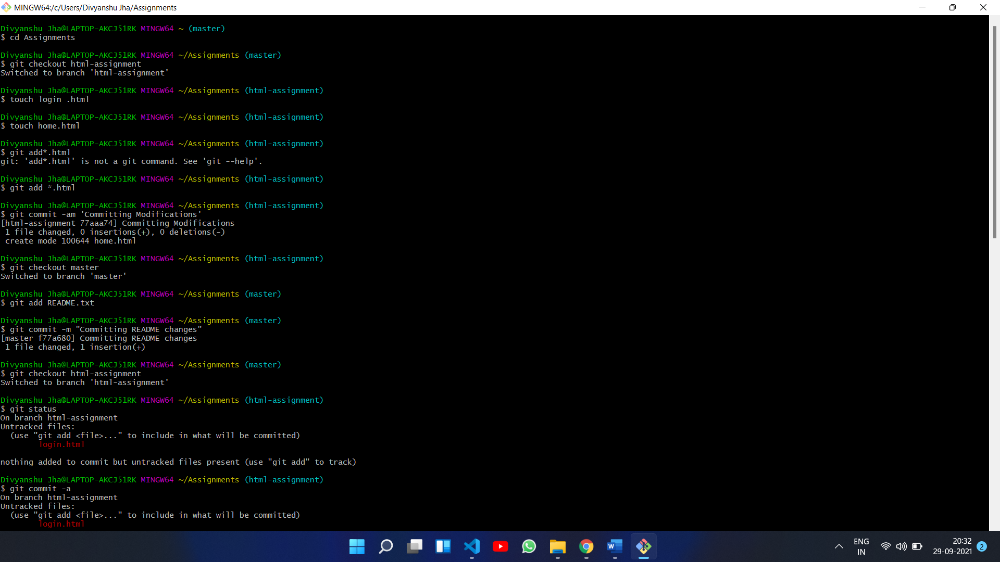 MINGW64:/c/Users/Divyanshu Jha/Assignments
Divyanshu Jha@LAPTOP-AKCJ51RK MINGW64 ~ (master)
$ cd Assignments
Divyanshu Jha@LAPTOP-AKCJ51RK MINGW64 ~/Assignments (master)
$ git checkout html-assignment
Switched to branch 'html-assignment'
Divyanshu Jha@LAPTOP-AKCJ51RK MINGW64 ~/Assignments (html-assignment)
$ touch login .html
Divyanshu Jha@LAPTOP-AKCJ51RK MINGW64 ~/Assignments (html-assignment)
$ touch home.html
Divyanshu Jha@LAPTOP-AKCJ51RK MINGW64 ~/Assignments (html-assignment)
$ git add*.html
git: 'add*.html' is not a git command. See 'git --help'.
Divyanshu Jha@LAPTOP-AKCJ51RK MINGW64 ~/Assignments (html-assignment)
$ git add *.html
Divyanshu Jha@LAPTOP-AKCJ51RK MINGW64 ~/Assignments (html-assignment)
$ git commit -am 'Committing Modifications'
[html-assignment 77aaa74] Committing Modifications
1 file changed, 0 insertions(+), 0 deletions(-)
create mode 100644 home.html
Divyanshu Jha@LAPTOP-AKCJ51RK MINGW64 ~/Assignments (html-assignment)
$ git checkout master
Switched to branch 'master'
Divyanshu Jha@LAPTOP-AKCJ51RK MINGW64 ~/Assignments (master)
$ git add README.txt
Divyanshu Jha@LAPTOP-AKCJ51RK MINGW64 ~/Assignments (master)
$ git commit -m "Committing README changes"
[master f77a680] Committing README changes
1 file changed, 1 insertion(+)
Divyanshu Jha@LAPTOP-AKCJ51RK MINGW64 ~/Assignments (master)
$ git checkout html-assignment
Switched to branch 'html-assignment'
Divyanshu Jha@LAPTOP-AKCJ51RK MINGW64 ~/Assignments (html-assignment)
$ git status
On branch html-assignment
Untracked files:
(use "git add <file>..." to include in what will be committed)
login.html
nothing added to commit but untracked files present (use "git add" to track)
Divyanshu Jha@LAPTOP-AKCJ51RK MINGW64 ~/Assignments (html-assignment)
$ git commit -a
On branch html-assignment
Untracked files:
(use "git add <file>..." to include in what will be committed)
login.html
W
ENG
IN
20:32
29-09-2021
2